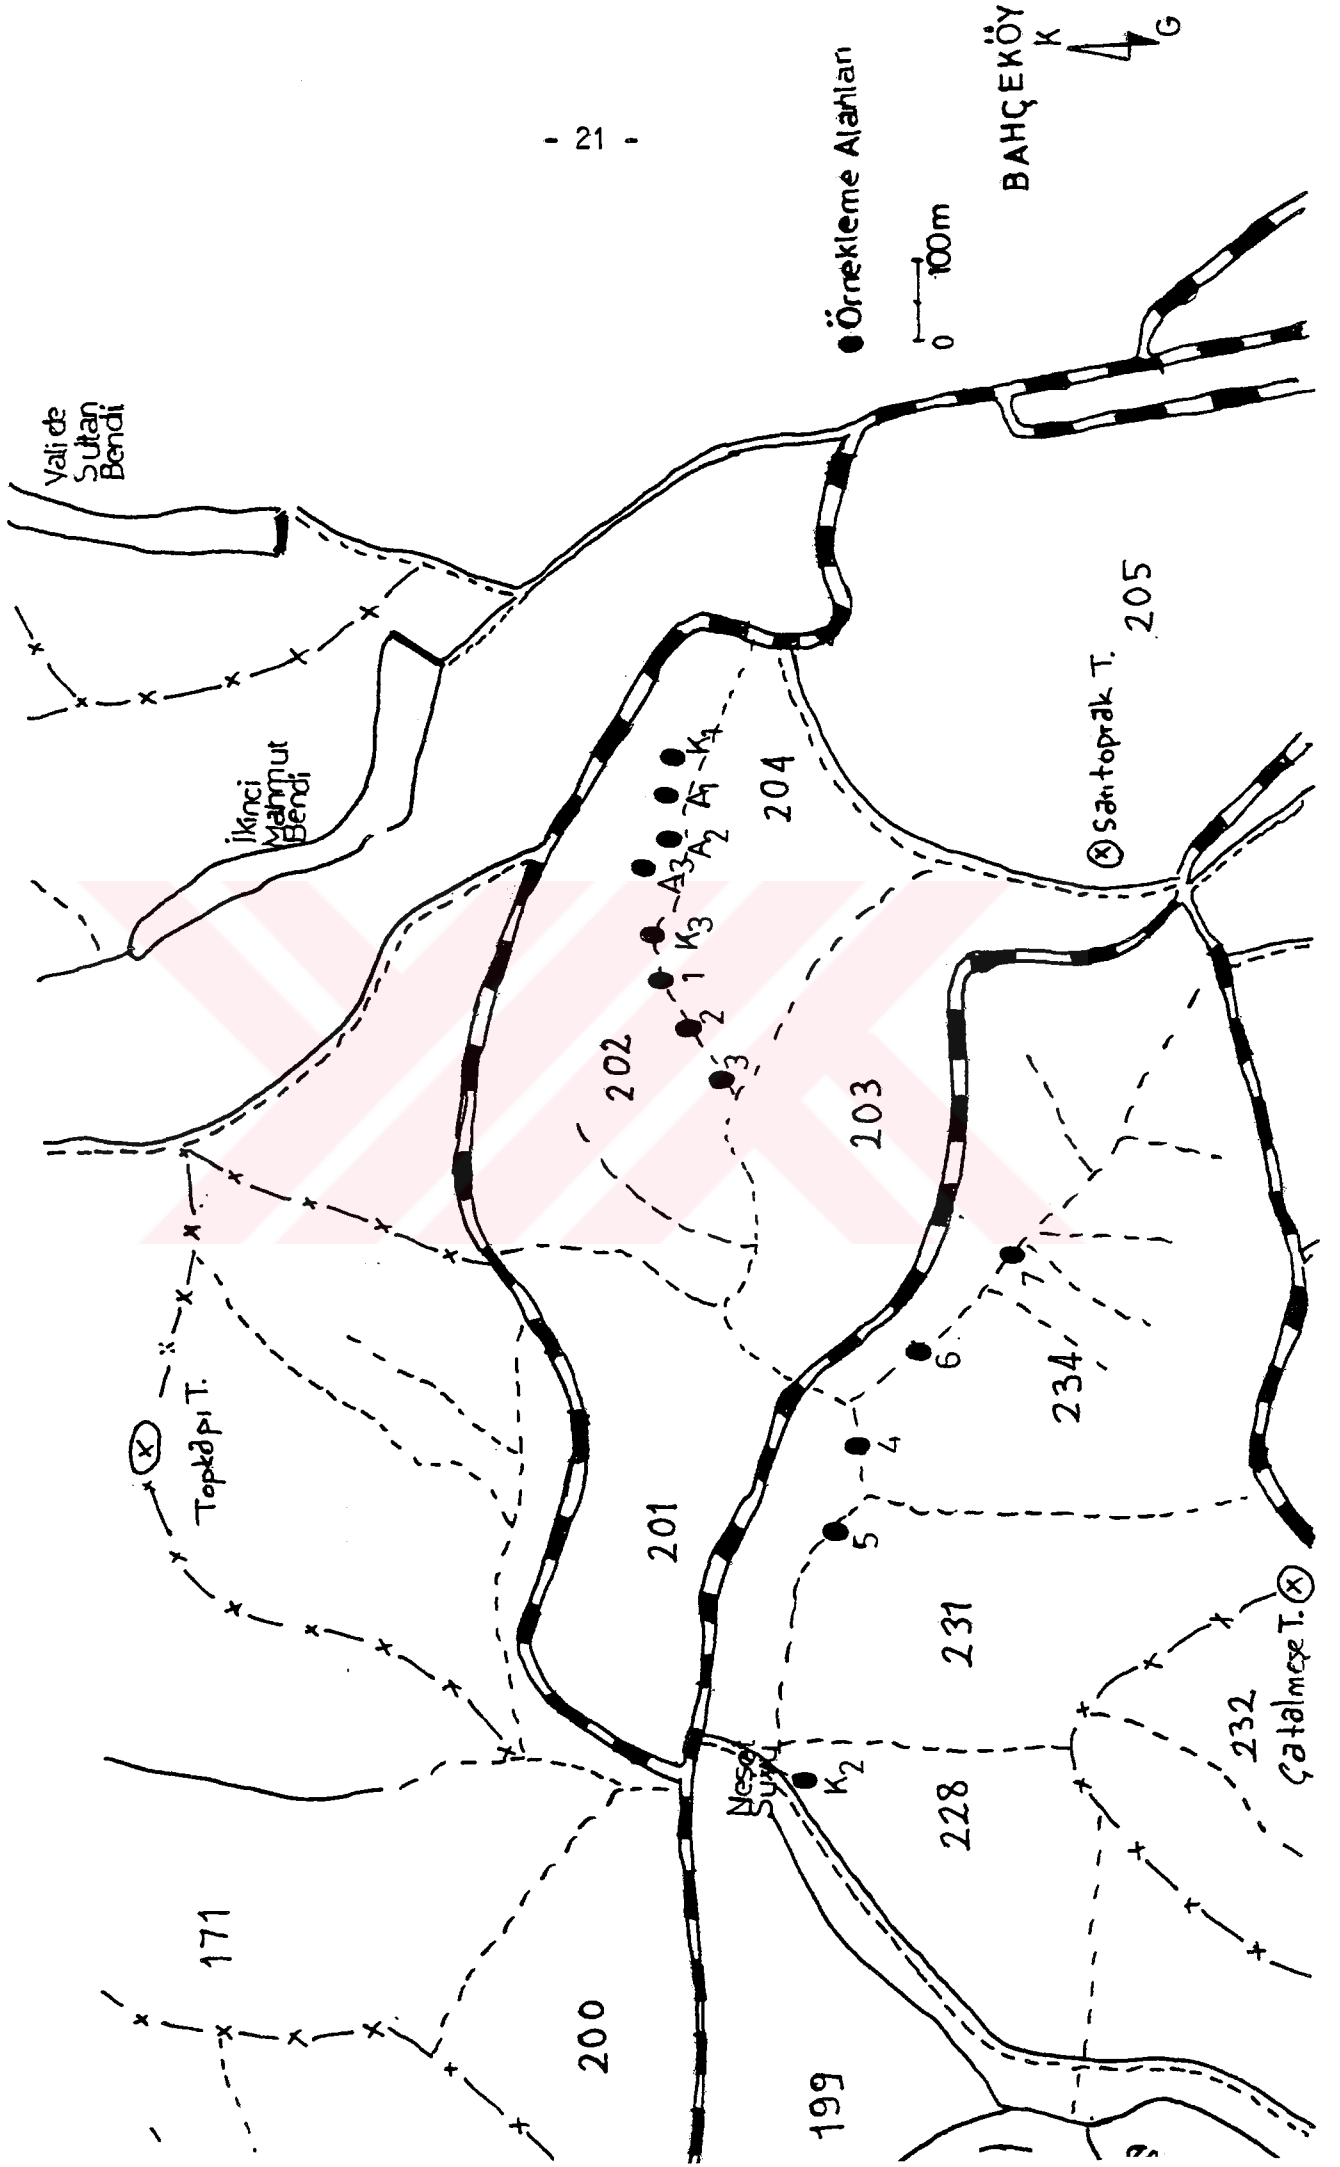 - 21 -
Valide
Sultan
Bendi
İkinci
Mahmut
Bendi
Örnekleme Alanları
0 100m
BAHÇEKÖY
K
G
Topkapı T.
171
200
201
202
K1
A1
A2
A3
K3
1
2
3
204
205
Sarıtoprak T.
203
7
6
4
5
234
Neşet
Suyu
K2
231
228
232
Çatalmeşe T.
199